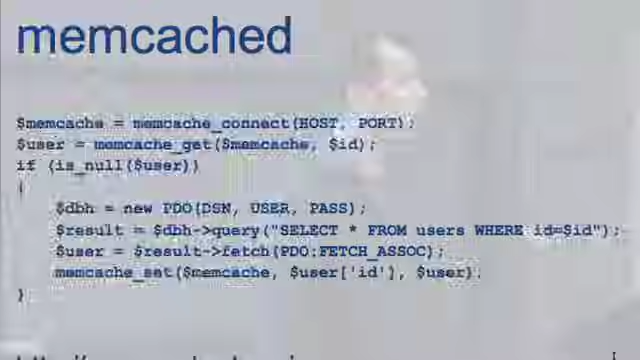 memcached
$memcache = memcache_connect(HOST, PORT);
$user = memcache_get($memcache, $id);
if (is_null($user))
{
$dbh = new PDO(DSN, USER, PASS);
$result = $dbh->query("SELECT * FROM users WHERE id=$id");
$user = $result->fetch(PDO:FETCH_ASSOC);
memcache_set($memcache, $user['id'], $user);
}